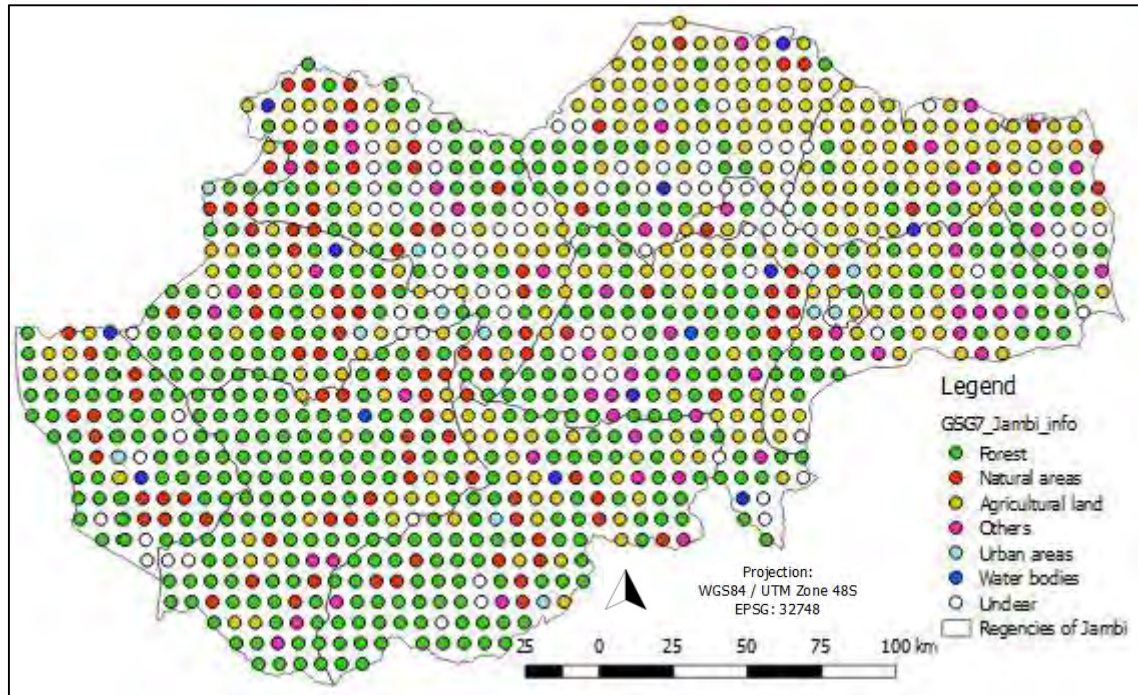 Legend
GSG7_Jambi_info
Forest
Natural areas
Agricultural land
Others
Urban areas
Water bodies
Unclear
Regencies of Jambi
Projection:
WGS84 / UTM Zone 48S
EPSG: 32748
25 0 25 50 75 100 km